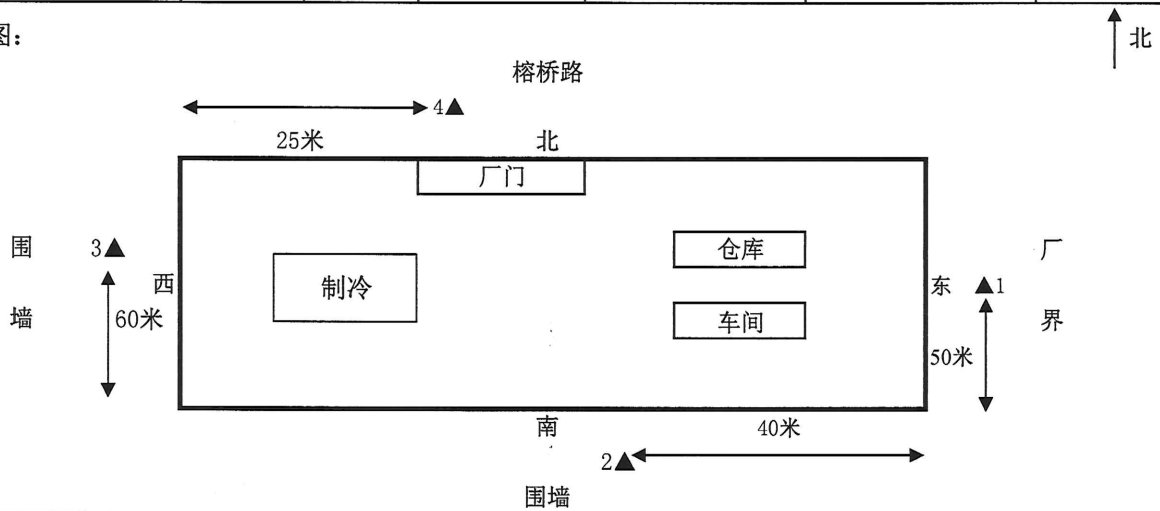 图：
北
榕桥路
4▲
25米
北
厂门
围
3▲
仓库
厂
西
制冷
东
▲1
墙
60米
车间
界
50米
南
40米
2▲
围墙